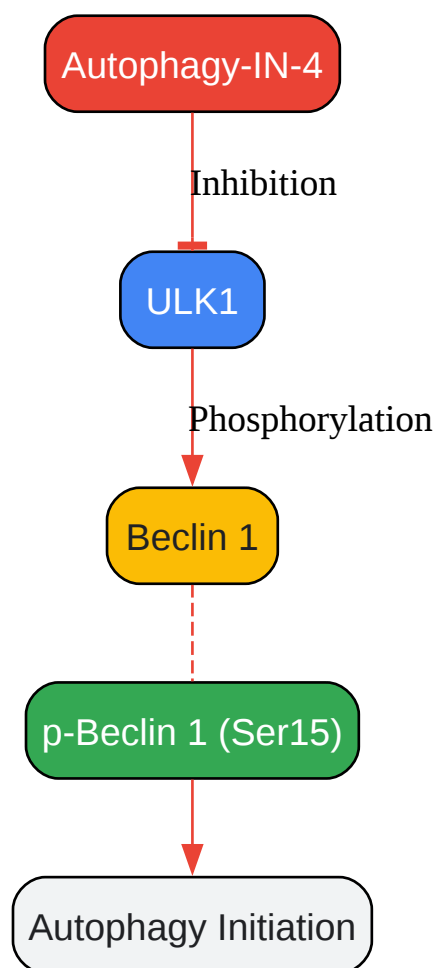 Autophagy-IN-4
Inhibition
ULK1
Phosphorylation
Beclin 1
p-Beclin 1 (Ser15)
Autophagy Initiation